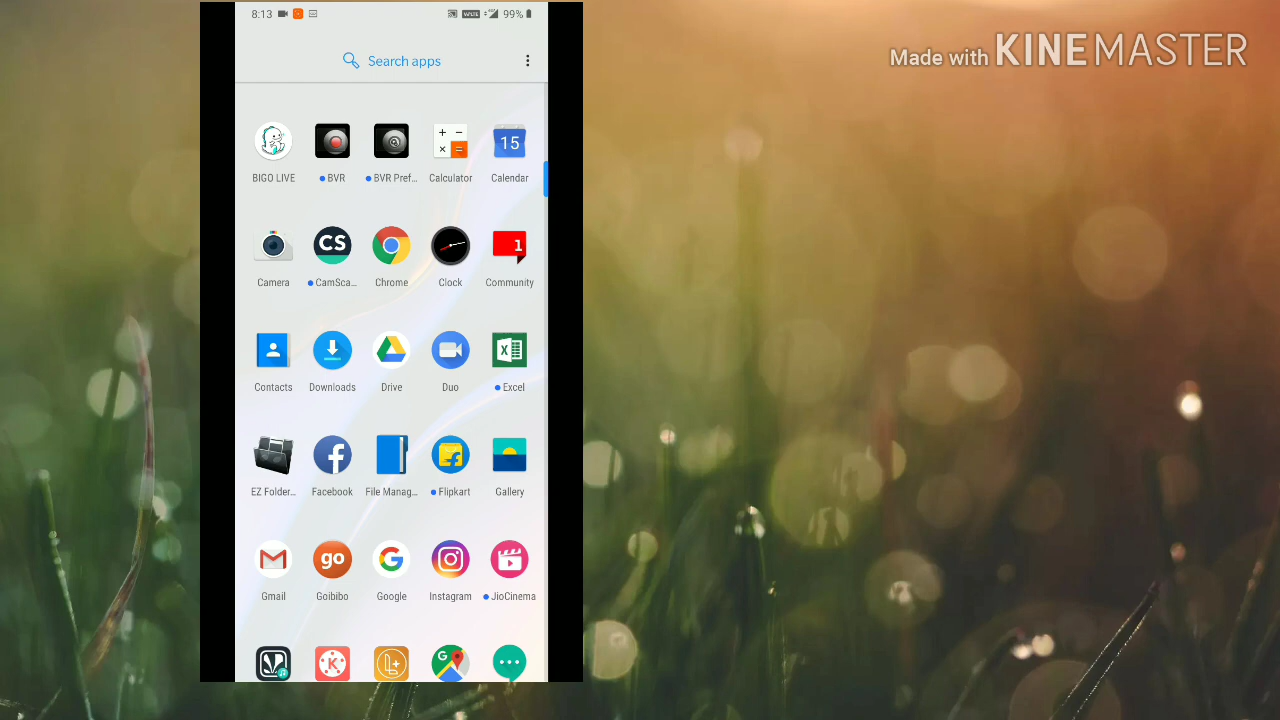 8:13 VoLTE 99%
Made with KINEMASTER
Search apps
15
BIGO LIVE BVR BVR Pref... Calculator Calendar
CS 1
Camera CamSca... Chrome Clock Community
Contacts Downloads Drive Duo Excel
EZ Folder... Facebook File Manag... Flipkart Gallery
go
Gmail Goibibo Google Instagram JioCinema